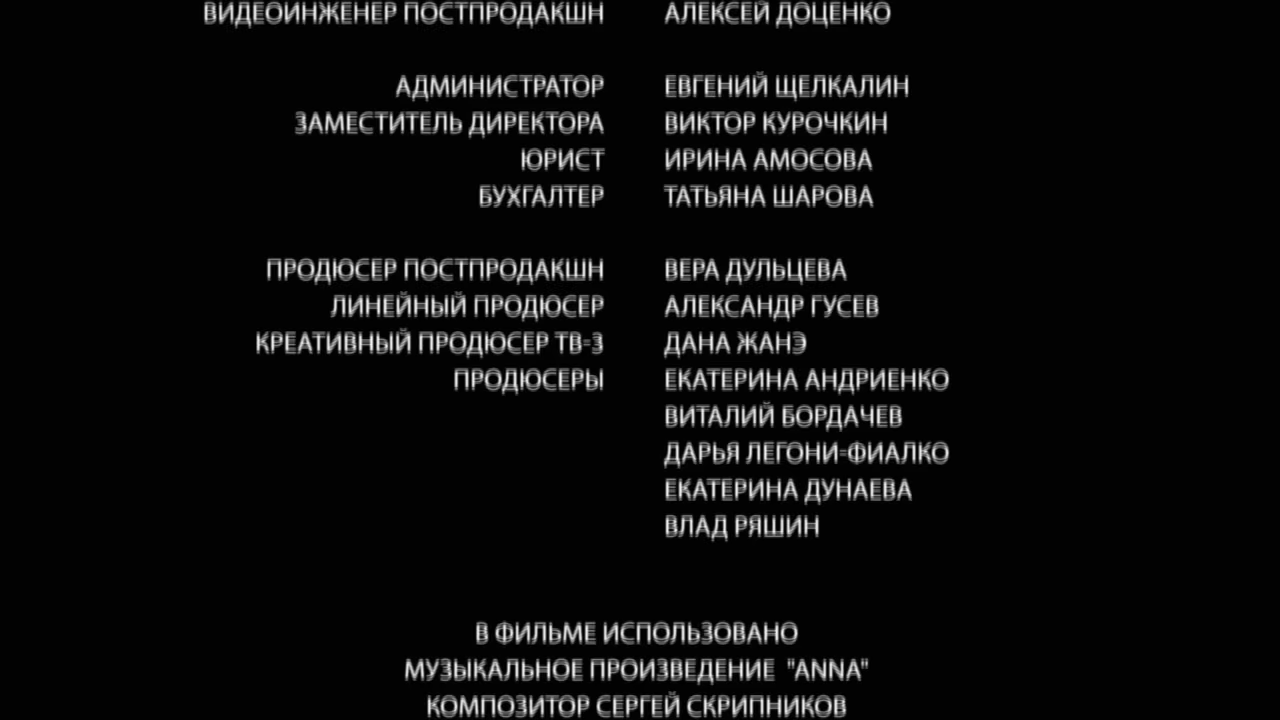 ВИДЕОИНЖЕНЕР ПОСТПРОДАКШН АЛЕКСЕЙ ДОЦЕНКО
АДМИНИСТРАТОР ЕВГЕНИЙ ЩЕЛКАЛИН
ЗАМЕСТИТЕЛЬ ДИРЕКТОРА ВИКТОР КУРОЧКИН
ЮРИСТ ИРИНА АМОСОВА
БУХГАЛТЕР ТАТЬЯНА ШАРОВА
ПРОДЮСЕР ПОСТПРОДАКШН ВЕРА ДУЛЬЦЕВА
ЛИНЕЙНЫЙ ПРОДЮСЕР АЛЕКСАНДР ГУСЕВ
КРЕАТИВНЫЙ ПРОДЮСЕР ТВ-3 ДАНА ЖАНЭ
ПРОДЮСЕРЫ ЕКАТЕРИНА АНДРИЕНКО
ВИТАЛИЙ БОРДАЧЕВ
ДАРЬЯ ЛЕГОНИ-ФИАЛКО
ЕКАТЕРИНА ДУНАЕВА
ВЛАД РЯШИН
В ФИЛЬМЕ ИСПОЛЬЗОВАНО
МУЗЫКАЛЬНОЕ ПРОИЗВЕДЕНИЕ "ANNA"
КОМПОЗИТОР СЕРГЕЙ СКРИПНИКОВ